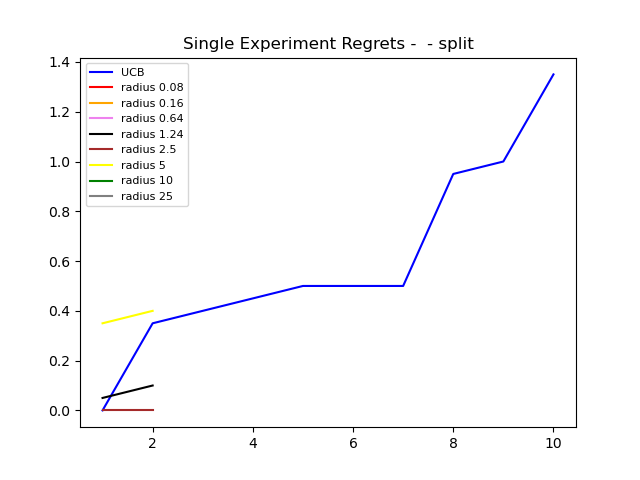 Single Experiment Regrets -  - split
UCB
radius 0.08
radius 0.16
radius 0.64
radius 1.24
radius 2.5
radius 5
radius 10
radius 25
1.4
1.2
1.0
0.8
0.6
0.4
0.2
0.0
2 4 6 8 10